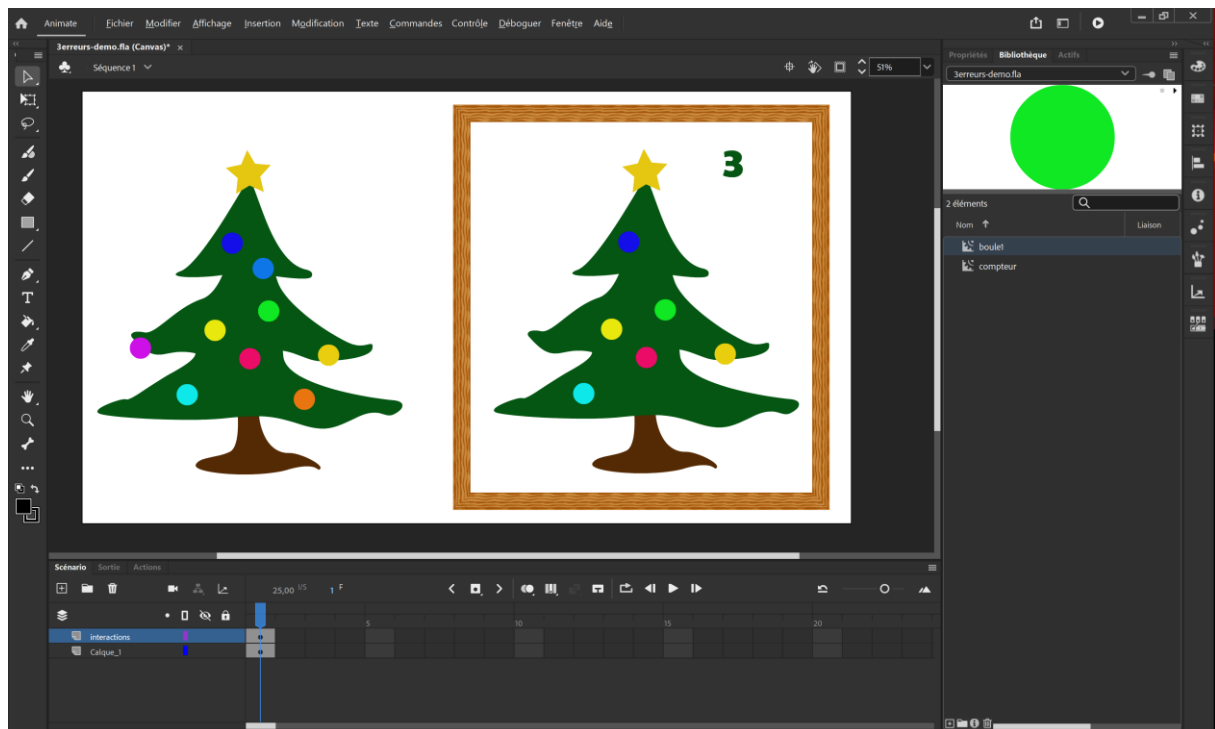 Animate Fichier Modifier Affichage Insertion Modification Texte Commandes Contrôle Déboguer Fenêtre Aide
3erreurs-demo.fla (Canvas)* ×
Séquence 1
51%
3
Propriétés Bibliothèque Actifs
3erreurs-demo.fla
2 éléments
Nom Liaison
boulet
compteur
Scénario Sortie Actions
25,00 I/S 1 F
5 10 15 20
interactions
Calque_1